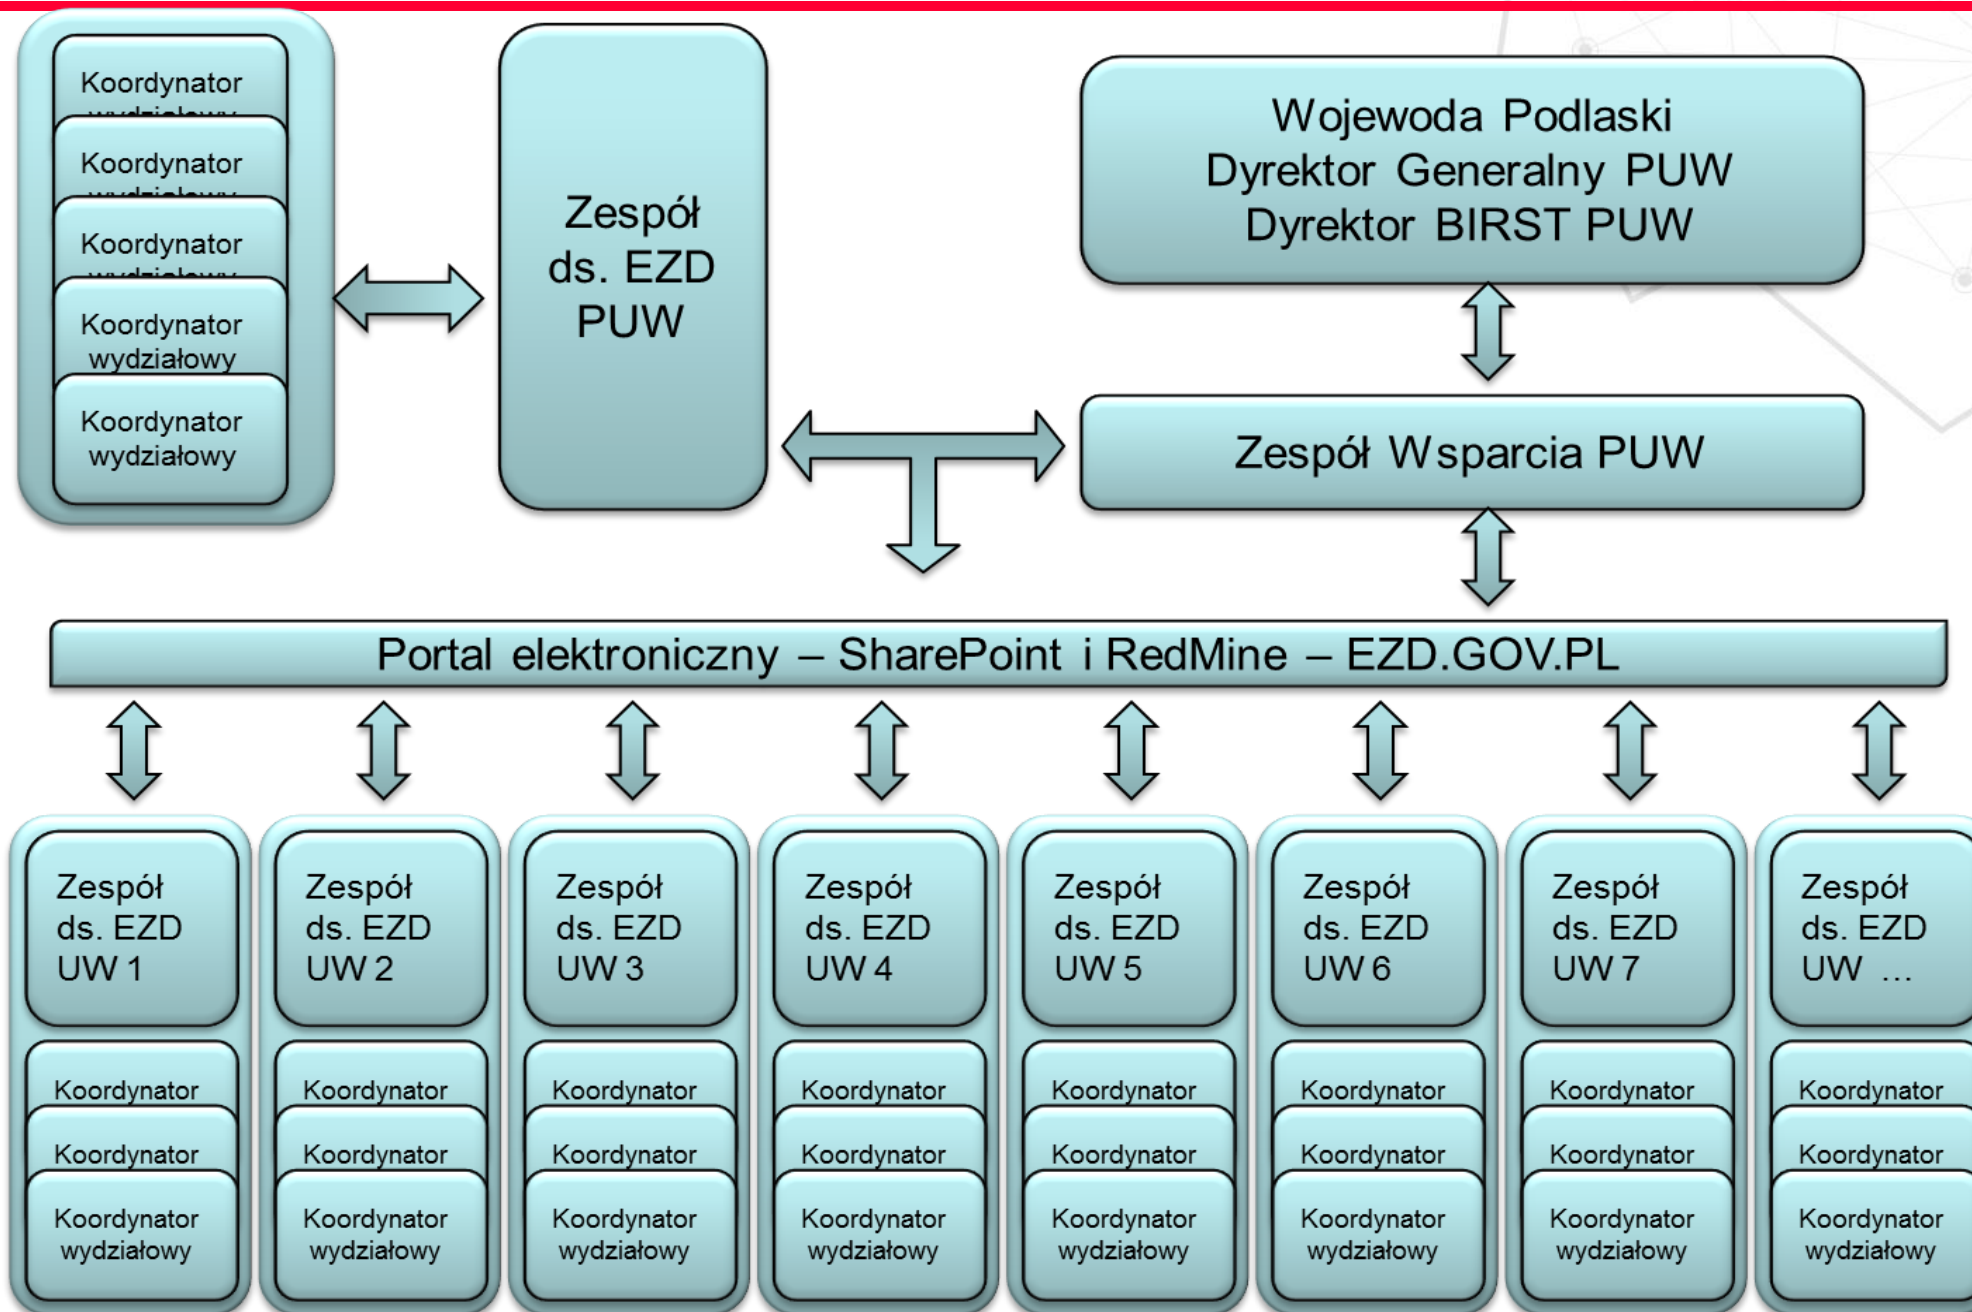 Koordynator
Koordynator
Koordynator
Koordynator
wydziałowy
Koordynator
wydziałowy
Zespół
ds. EZD
PUW
Wojewoda Podlaski
Dyrektor Generalny PUW
Dyrektor BIRST PUW
Zespół Wsparcia PUW
Portal elektroniczny – SharePoint i RedMine – EZD.GOV.PL
Zespół
ds. EZD
UW 1
Koordynator
Koordynator
Koordynator
wydziałowy
Zespół
ds. EZD
UW 2
Koordynator
Koordynator
Koordynator
wydziałowy
Zespół
ds. EZD
UW 3
Koordynator
Koordynator
Koordynator
wydziałowy
Zespół
ds. EZD
UW 4
Koordynator
Koordynator
Koordynator
wydziałowy
Zespół
ds. EZD
UW 5
Koordynator
Koordynator
Koordynator
wydziałowy
Zespół
ds. EZD
UW 6
Koordynator
Koordynator
Koordynator
wydziałowy
Zespół
ds. EZD
UW 7
Koordynator
Koordynator
Koordynator
wydziałowy
Zespół
ds. EZD
UW ...
Koordynator
Koordynator
Koordynator
wydziałowy